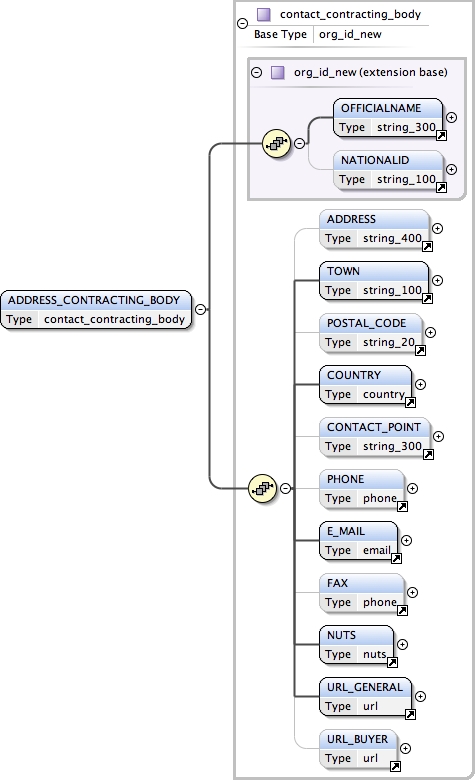 contact_contracting_body
Base Type org_id_new
org_id_new (extension base)
OFFICIALNAME
Type string_300
NATIONALID
Type string_100
ADDRESS
Type string_400
TOWN
Type string_100
ADDRESS_CONTRACTING_BODY
Type contact_contracting_body
POSTAL_CODE
Type string_20
COUNTRY
Type country
CONTACT_POINT
Type string_300
PHONE
Type phone
E_MAIL
Type email
FAX
Type phone
NUTS
Type nuts
URL_GENERAL
Type url
URL_BUYER
Type url